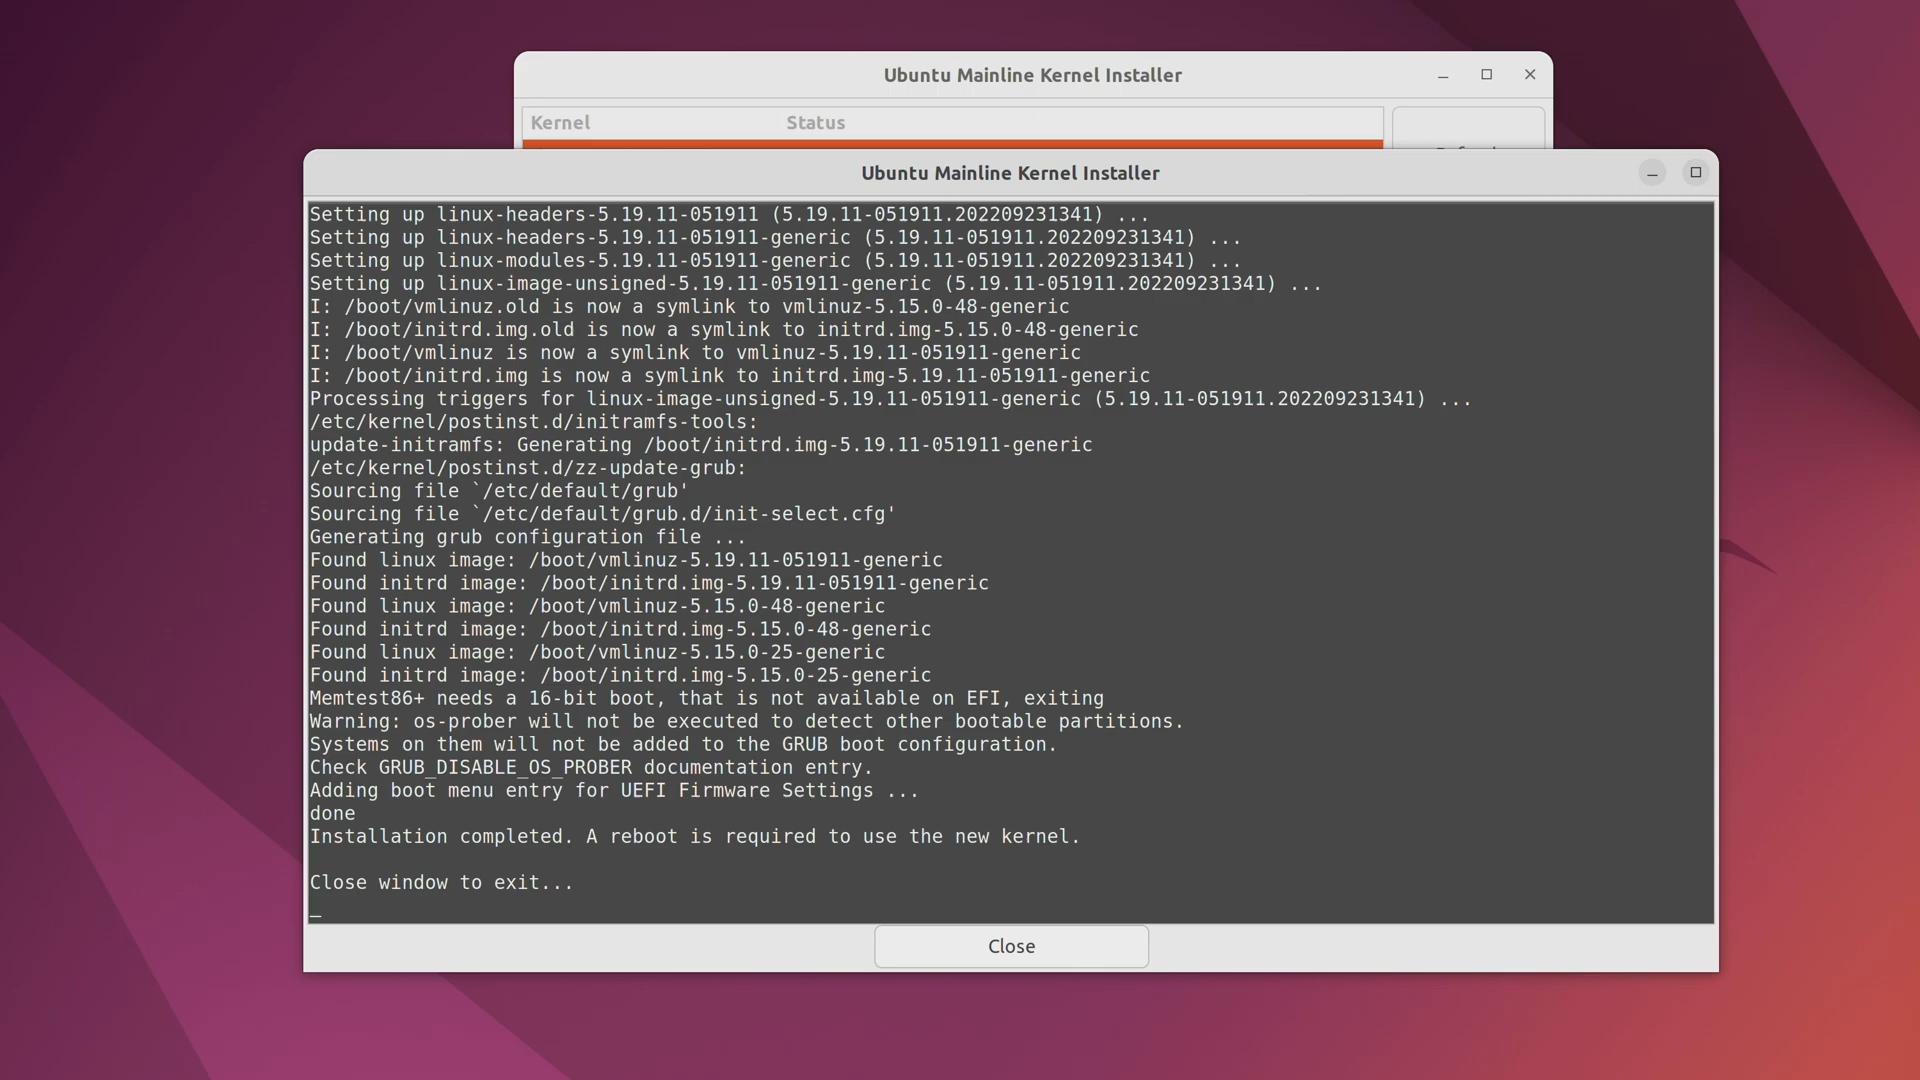 Ubuntu Mainline Kernel Installer
Kernel Status
Ubuntu Mainline Kernel Installer
Setting up linux-headers-5.19.11-051911 (5.19.11-051911.202209231341) ...
Setting up linux-headers-5.19.11-051911-generic (5.19.11-051911.202209231341) ...
Setting up linux-modules-5.19.11-051911-generic (5.19.11-051911.202209231341) ...
Setting up linux-image-unsigned-5.19.11-051911-generic (5.19.11-051911.202209231341) ...
I: /boot/vmlinuz.old is now a symlink to vmlinuz-5.15.0-48-generic
I: /boot/initrd.img.old is now a symlink to initrd.img-5.15.0-48-generic
I: /boot/vmlinuz is now a symlink to vmlinuz-5.19.11-051911-generic
I: /boot/initrd.img is now a symlink to initrd.img-5.19.11-051911-generic
Processing triggers for linux-image-unsigned-5.19.11-051911-generic (5.19.11-051911.202209231341) ...
/etc/kernel/postinst.d/initramfs-tools:
update-initramfs: Generating /boot/initrd.img-5.19.11-051911-generic
/etc/kernel/postinst.d/zz-update-grub:
Sourcing file `/etc/default/grub'
Sourcing file `/etc/default/grub.d/init-select.cfg'
Generating grub configuration file ...
Found linux image: /boot/vmlinuz-5.19.11-051911-generic
Found initrd image: /boot/initrd.img-5.19.11-051911-generic
Found linux image: /boot/vmlinuz-5.15.0-48-generic
Found initrd image: /boot/initrd.img-5.15.0-48-generic
Found linux image: /boot/vmlinuz-5.15.0-25-generic
Found initrd image: /boot/initrd.img-5.15.0-25-generic
Memtest86+ needs a 16-bit boot, that is not available on EFI, exiting
Warning: os-prober will not be executed to detect other bootable partitions.
Systems on them will not be added to the GRUB boot configuration.
Check GRUB_DISABLE_OS_PROBER documentation entry.
Adding boot menu entry for UEFI Firmware Settings ...
done
Installation completed. A reboot is required to use the new kernel.
Close window to exit...
Close